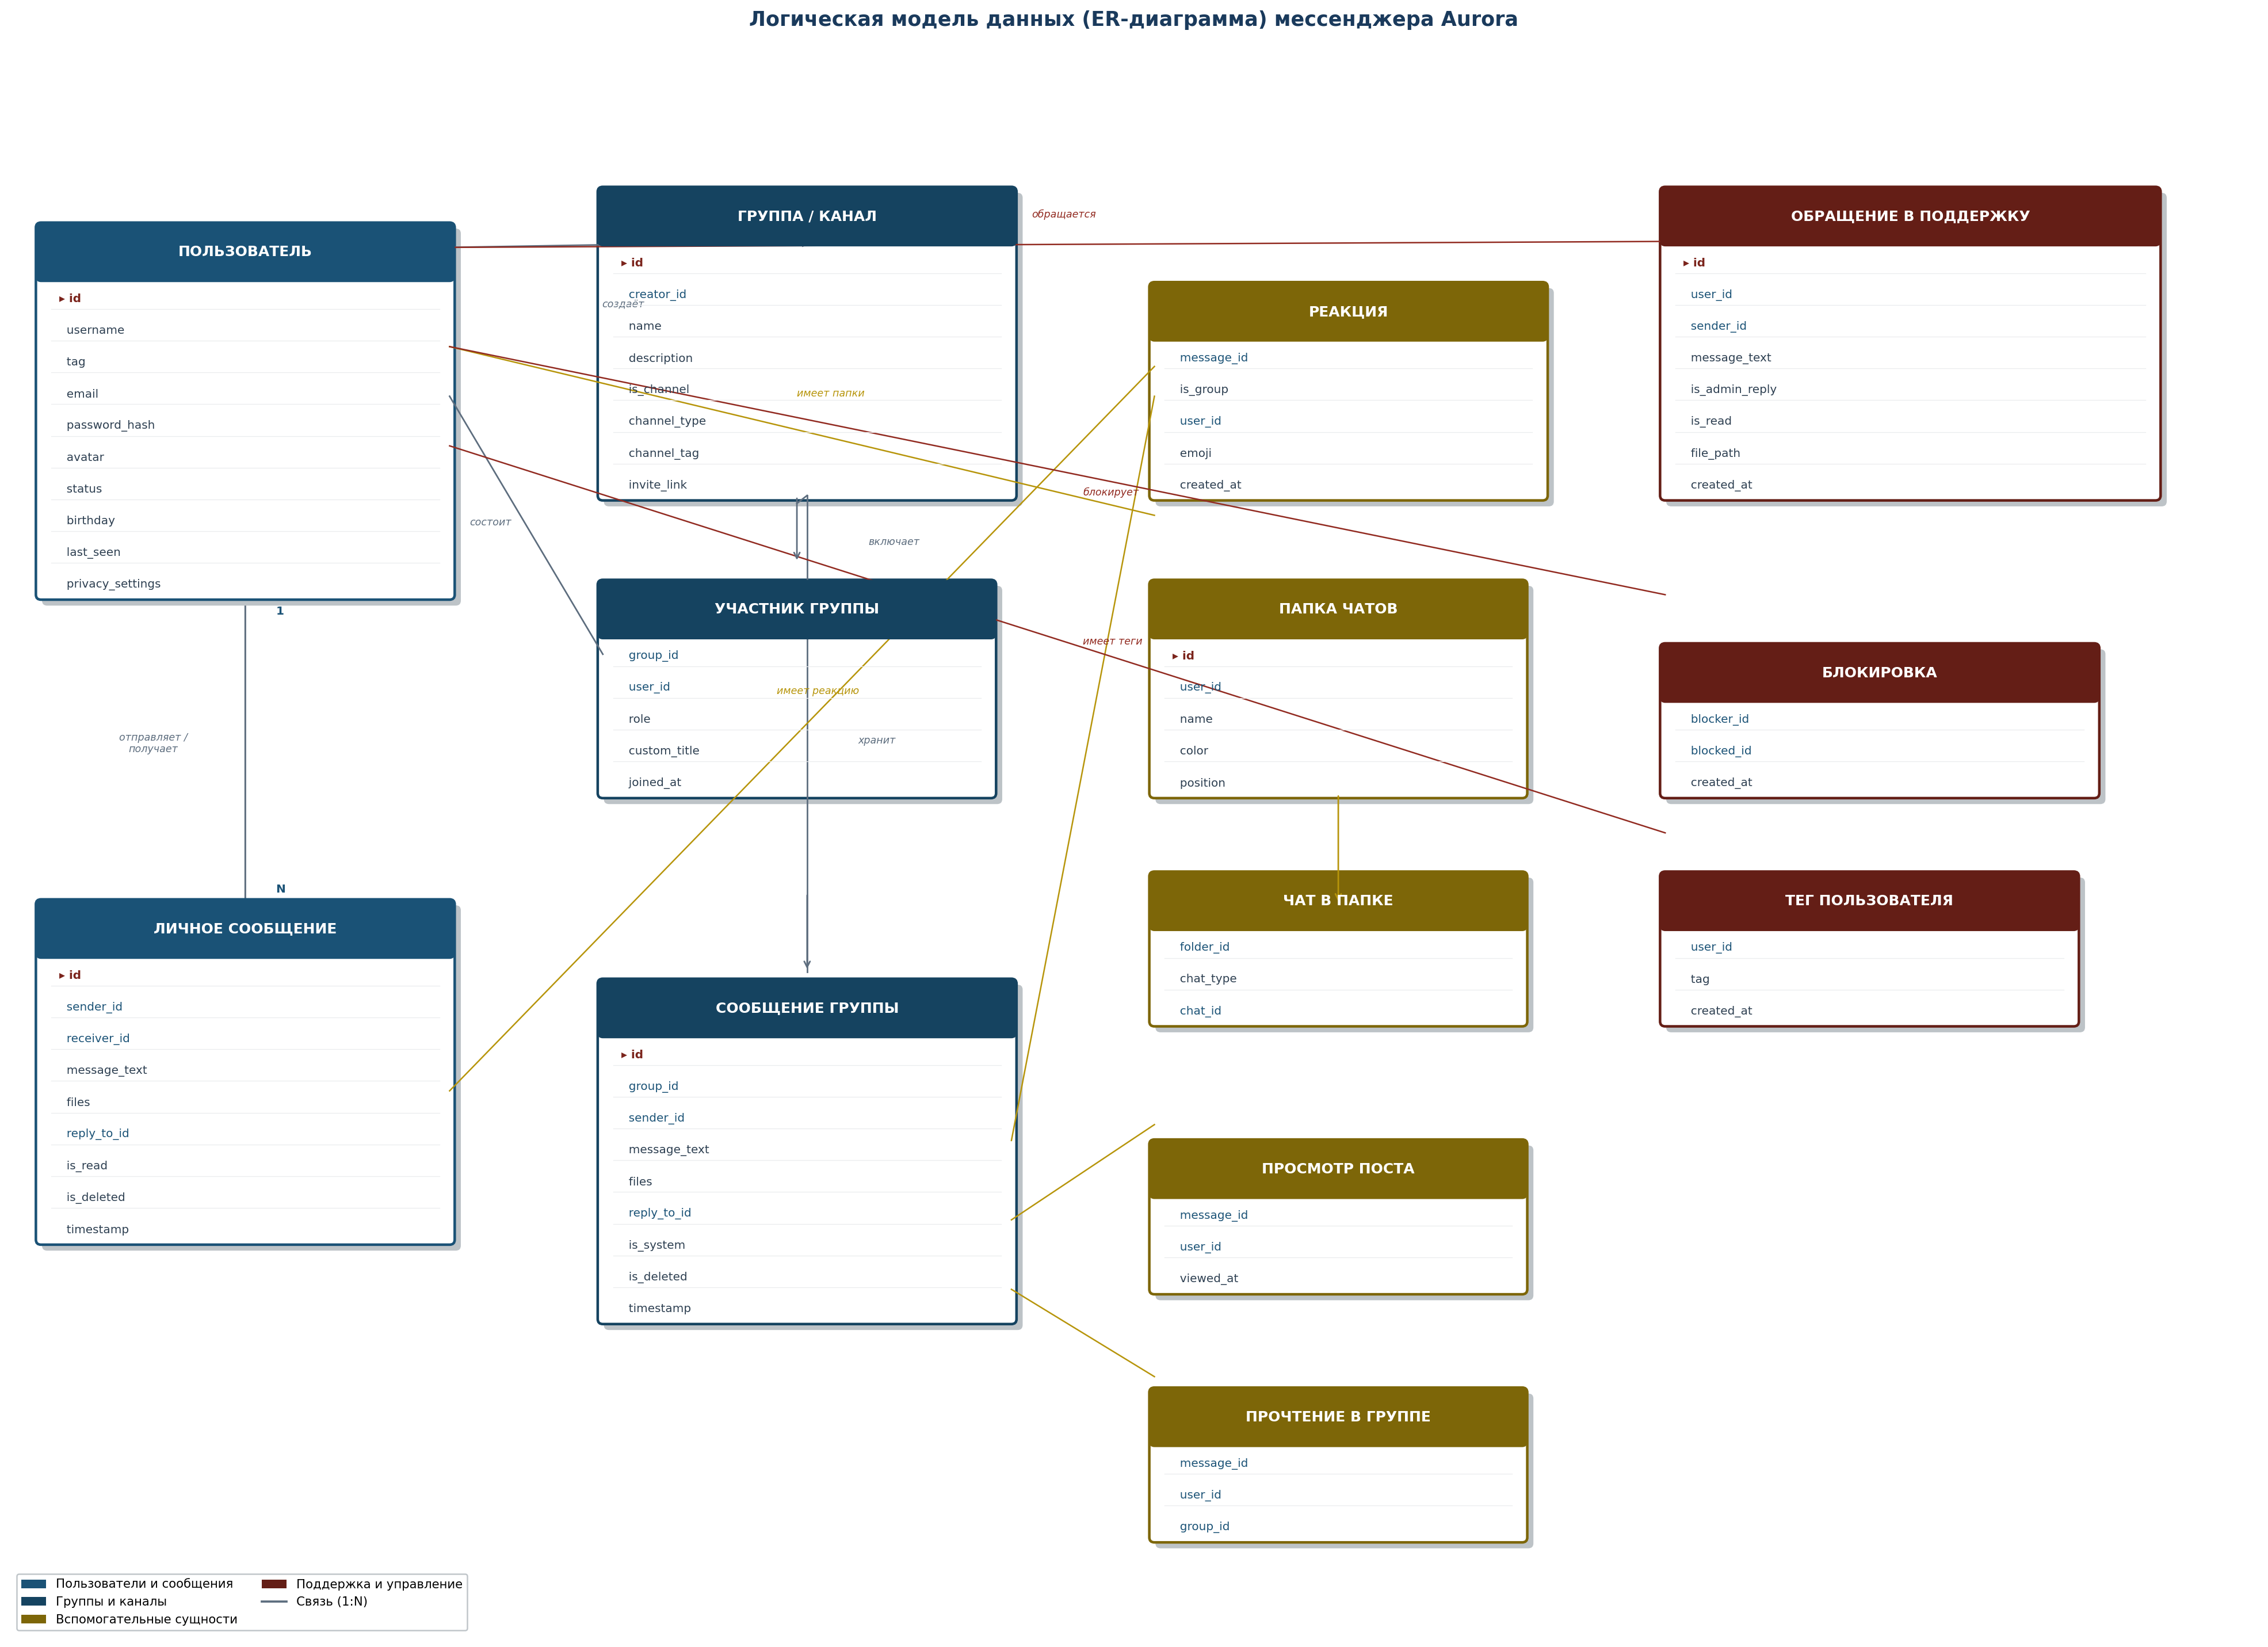 Логическая модель данных (ER-диаграмма) мессенджера Aurora
ПОЛЬЗОВАТЕЛЬ
▸ id
username
tag
email
password_hash
avatar
status
birthday
last_seen
privacy_settings
1
отправляет /
получает
N
ЛИЧНОЕ СООБЩЕНИЕ
▸ id
sender_id
receiver_id
message_text
files
reply_to_id
is_read
is_deleted
timestamp
создаёт
состоит
ГРУППА / КАНАЛ
▸ id
creator_id
name
description
is_channel
channel_type
channel_tag
invite_link
имеет папки
включает
УЧАСТНИК ГРУППЫ
group_id
user_id
role
custom_title
joined_at
имеет реакцию
хранит
СООБЩЕНИЕ ГРУППЫ
▸ id
group_id
sender_id
message_text
files
reply_to_id
is_system
is_deleted
timestamp
обращается
блокирует
имеет теги
РЕАКЦИЯ
message_id
is_group
user_id
emoji
created_at
ПАПКА ЧАТОВ
▸ id
user_id
name
color
position
ЧАТ В ПАПКЕ
folder_id
chat_type
chat_id
ПРОСМОТР ПОСТА
message_id
user_id
viewed_at
ПРОЧТЕНИЕ В ГРУППЕ
message_id
user_id
group_id
ОБРАЩЕНИЕ В ПОДДЕРЖКУ
▸ id
user_id
sender_id
message_text
is_admin_reply
is_read
file_path
created_at
БЛОКИРОВКА
blocker_id
blocked_id
created_at
ТЕГ ПОЛЬЗОВАТЕЛЯ
user_id
tag
created_at
Пользователи и сообщения
Группы и каналы
Вспомогательные сущности
Поддержка и управление
Связь (1:N)